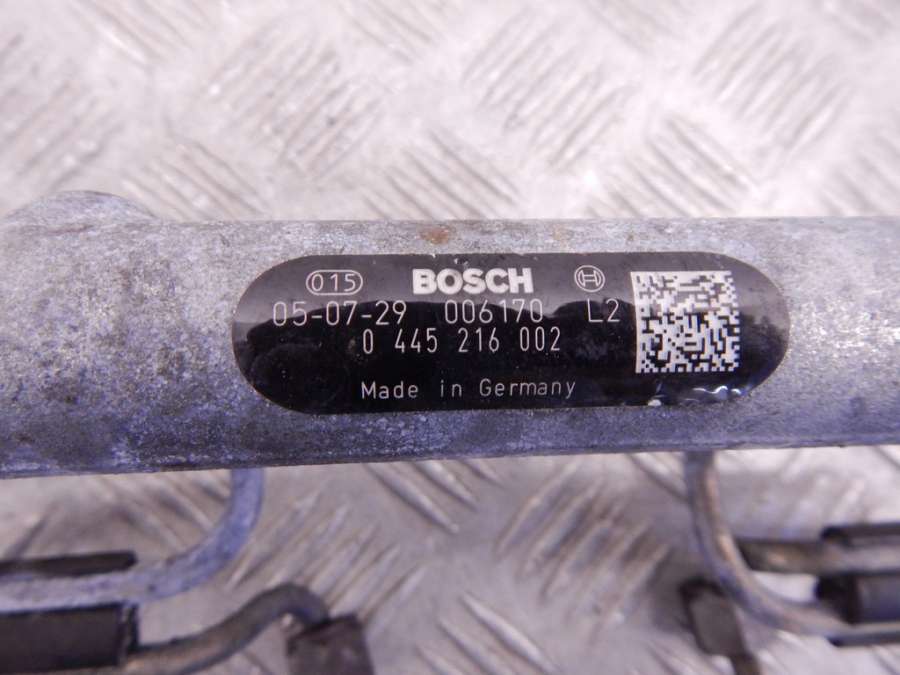 015 BOSCH
05-07-29 006170 L2
0 445 216 002
Made in Germany